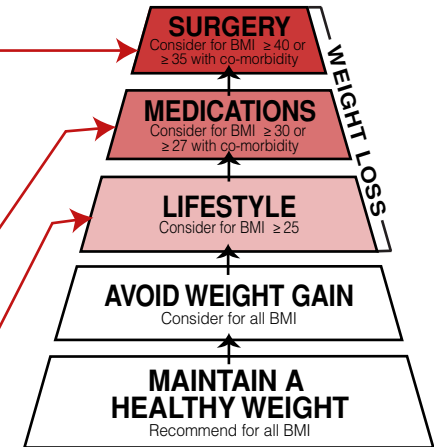 SURGERY
Consider for BMI ≥ 40 or
≥ 35 with co-morbidity
MEDICATIONS
Consider for BMI ≥ 30 or
≥ 27 with co-morbidity
LIFESTYLE
Consider for BMI ≥ 25
WEIGHT LOSS
AVOID WEIGHT GAIN
Consider for all BMI
MAINTAIN A
HEALTHY WEIGHT
Recommend for all BMI